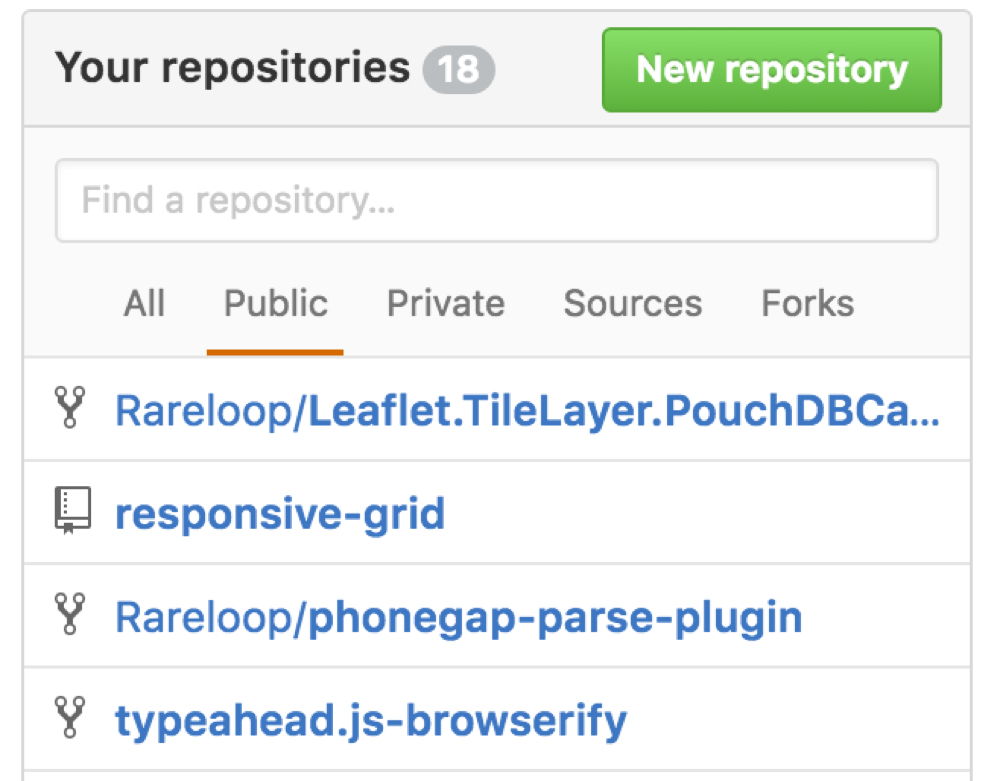 Your repositories 18 New repository
Find a repository...
All Public Private Sources Forks
Rareloop/Leaflet.TileLayer.PouchDBCa...
responsive-grid
Rareloop/phonegap-parse-plugin
typeahead.js-browserify